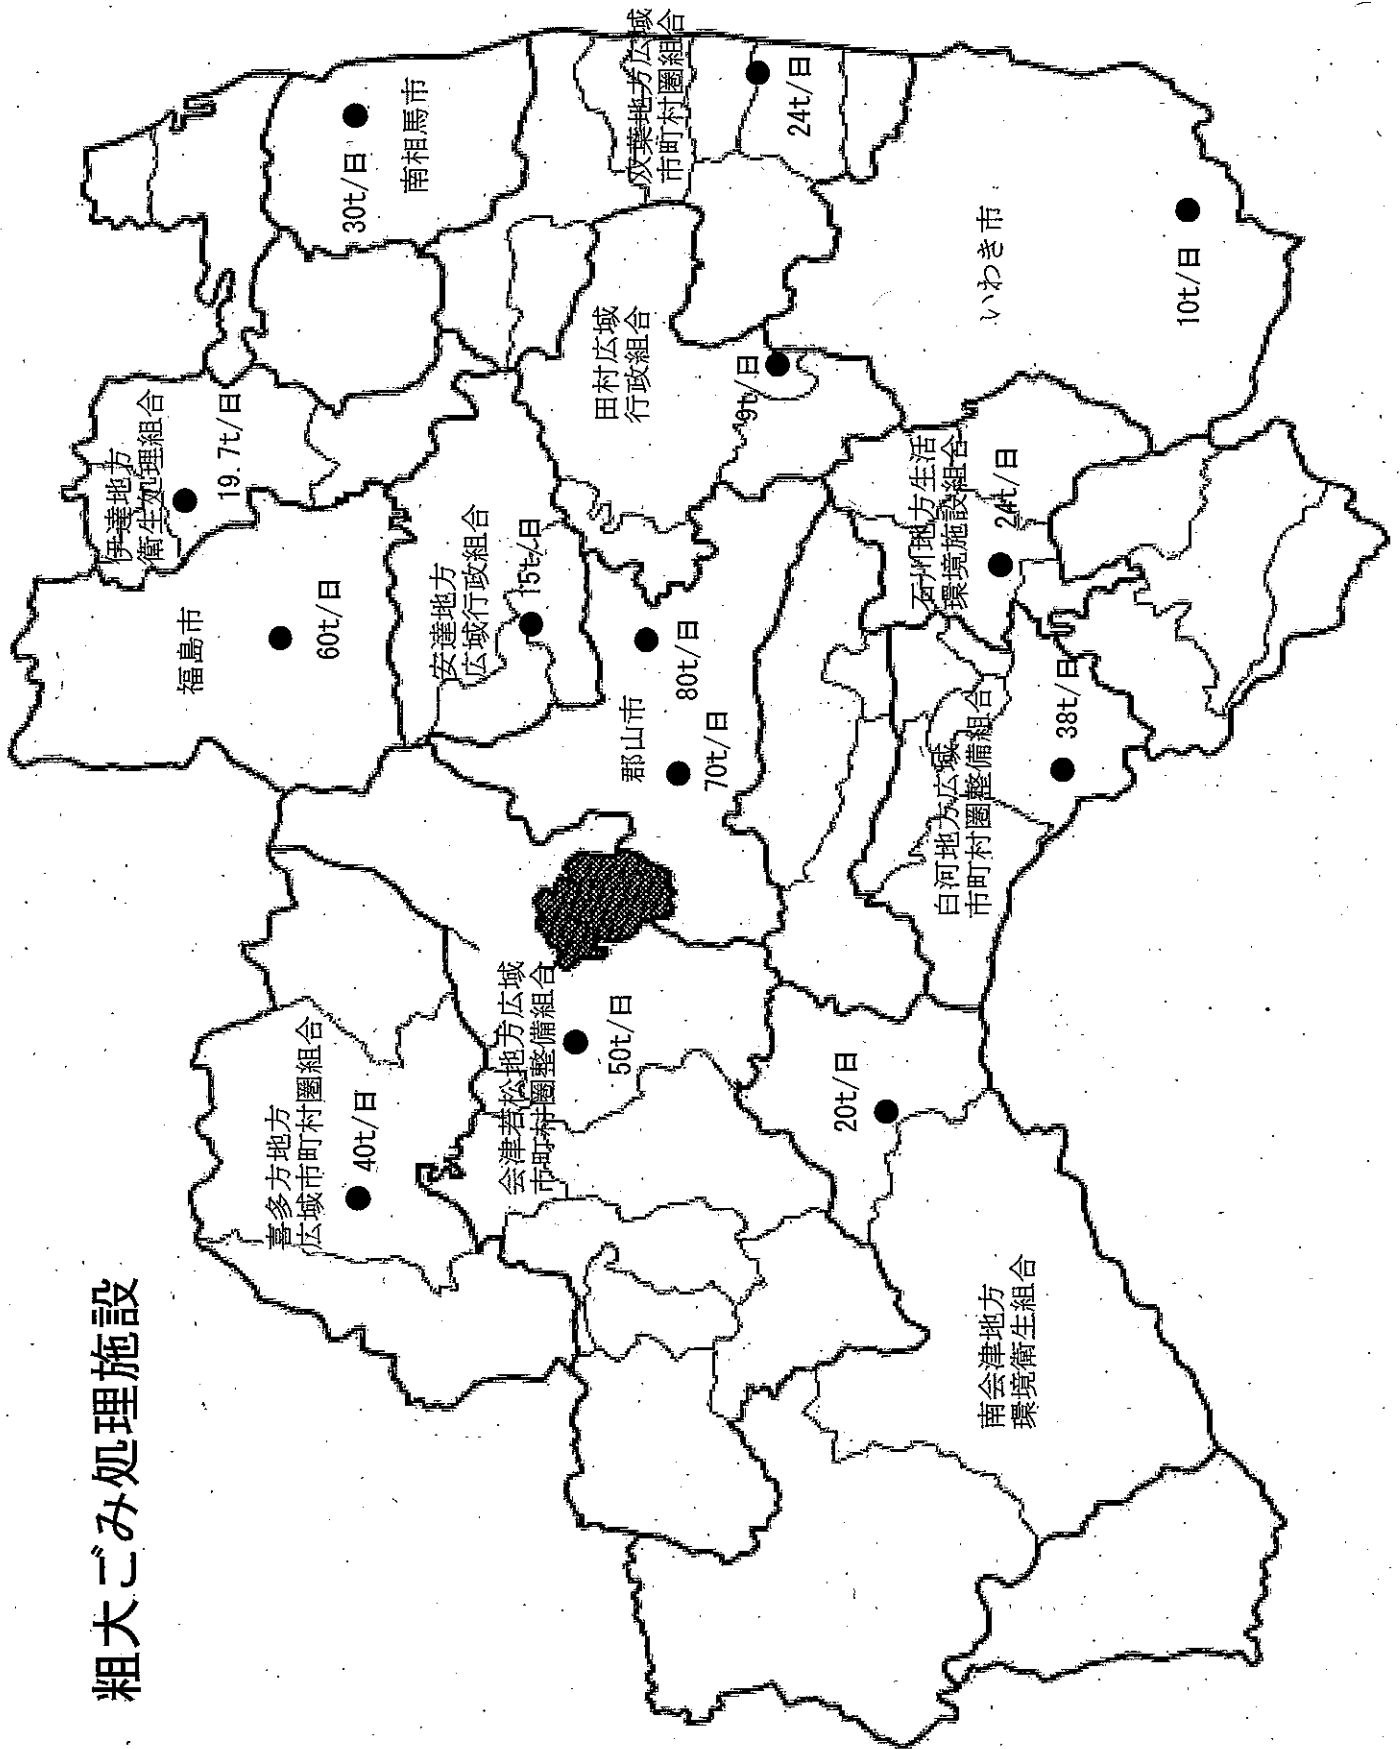 粗大ごみ処理施設
福島市
60t/日
伊達地方
衛生処理組合
19.7t/日
南相馬市
30t/日
安達地方
広域行政組合
15t/日
双葉地方広域
市町村圏組合
24t/日
田村広域
行政組合
9t/日
郡山市
80t/日
70t/日
いわき市
10t/日
石川地方生活
環境施設組合
24t/日
白河地方広域
市町村圏整備組合
38t/日
喜多方地方
広域市町村圏組合
40t/日
会津若松地方広域
市町村圏整備組合
50t/日
20t/日
南会津地方
環境衛生組合